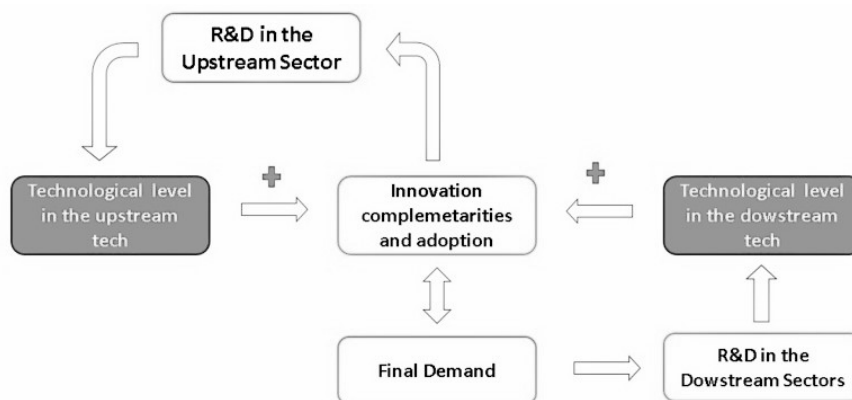 R&D in the
Upstream Sector
Technological level
in the upstream
tech
+
Innovation
complemetarities
and adoption
+
Technological level
in the dowstream
tech
Final Demand
R&D in the
Dowstream Sectors